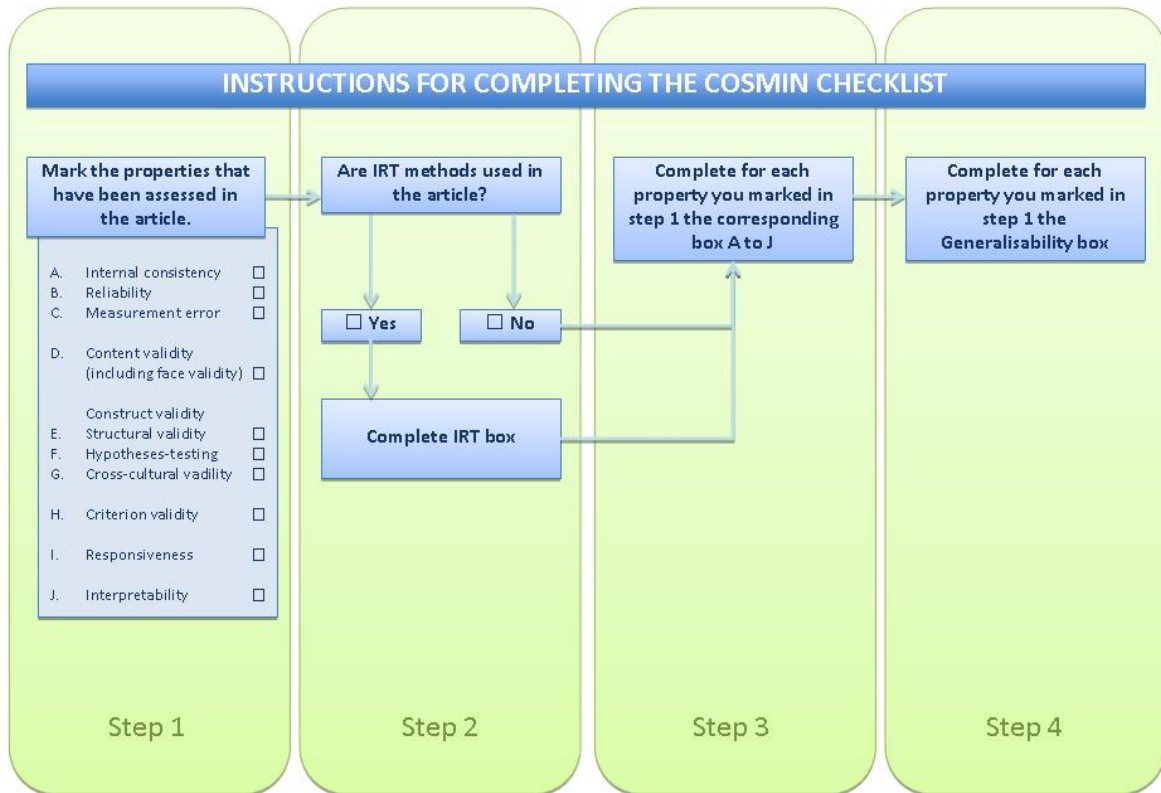 INSTRUCTIONS FOR COMPLETING THE COSMIN CHECKLIST
Mark the properties that
have been assessed in
the article.
A. Internal consistency ☐
B. Reliability ☐
C. Measurement error ☐
D. Content validity
(including face validity) ☐
Construct validity
E. Structural validity ☐
F. Hypotheses-testing ☐
G. Cross-cultural vadility ☐
H. Criterion validity ☐
I. Responsiveness ☐
J. Interpretability ☐
Step 1
Are IRT methods used in
the article?
☐ Yes
☐ No
Complete IRT box
Step 2
Complete for each
property you marked in
step 1 the corresponding
box A to J
Step 3
Complete for each
property you marked in
step 1 the
Generalisability box
Step 4